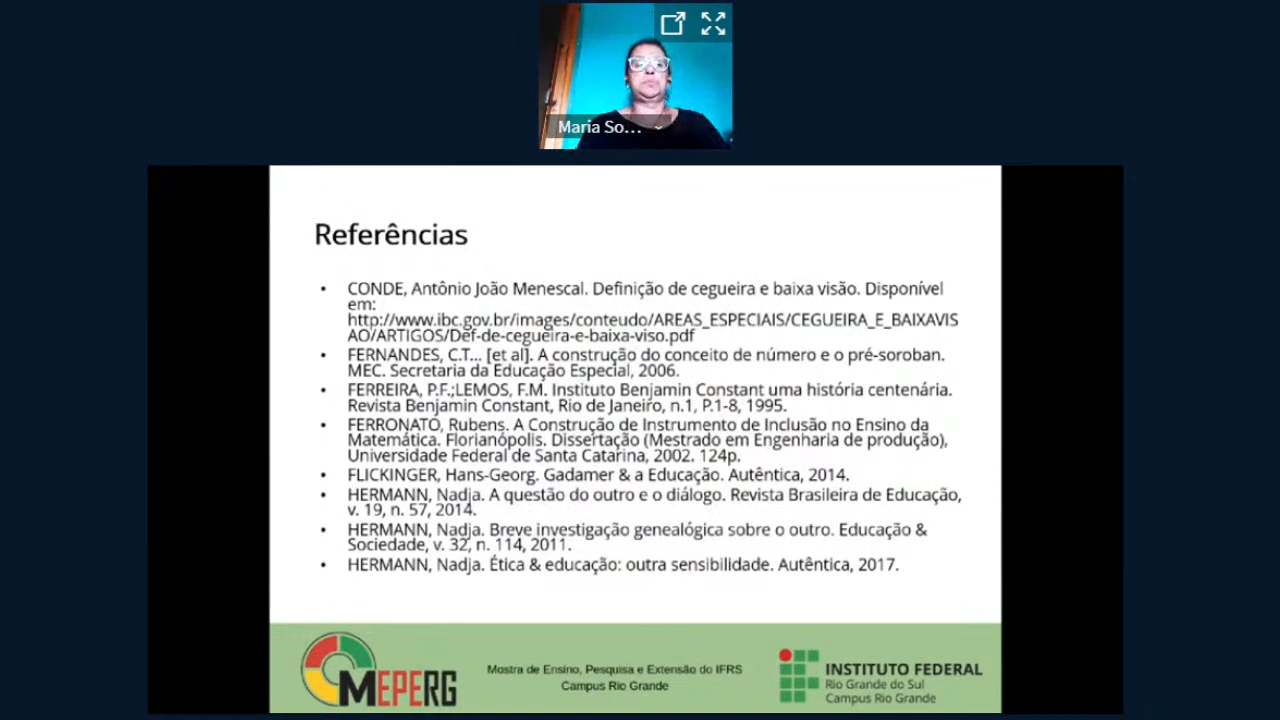 Maria So...
Referências
• CONDE, Antônio João Menescal. Definição de cegueira e baixa visão. Disponível
em:
http://www.ibc.gov.br/images/conteudo/AREAS_ESPECIAIS/CEGUEIRA_E_BAIXAVIS
AO/ARTIGOS/Def-de-cegueira-e-baixa-viso.pdf
• FERNANDES, C.T... [et al]. A construção do conceito de número e o pré-soroban.
MEC. Secretaria da Educação Especial, 2006.
• FERREIRA, P.F.;LEMOS, F.M. Instituto Benjamin Constant uma história centenária.
Revista Benjamin Constant, Rio de Janeiro, n.1, P.1-8, 1995.
• FERRONATO, Rubens. A Construção de Instrumento de Inclusão no Ensino da
Matemática. Florianópolis. Dissertação (Mestrado em Engenharia de produção),
Universidade Federal de Santa Catarina, 2002. 124p.
• FLICKINGER, Hans-Georg. Gadamer & a Educação. Autêntica, 2014.
• HERMANN, Nadja. A questão do outro e o diálogo. Revista Brasileira de Educação,
v. 19, n. 57, 2014.
• HERMANN, Nadja. Breve investigação genealógica sobre o outro. Educação &
Sociedade, v. 32, n. 114, 2011.
• HERMANN, Nadja. Ética & educação: outra sensibilidade. Autêntica, 2017.
MEPERG
Mostra de Ensino, Pesquisa e Extensão do IFRS
Campus Rio Grande
INSTITUTO FEDERAL
Rio Grande do Sul
Campus Rio Grande